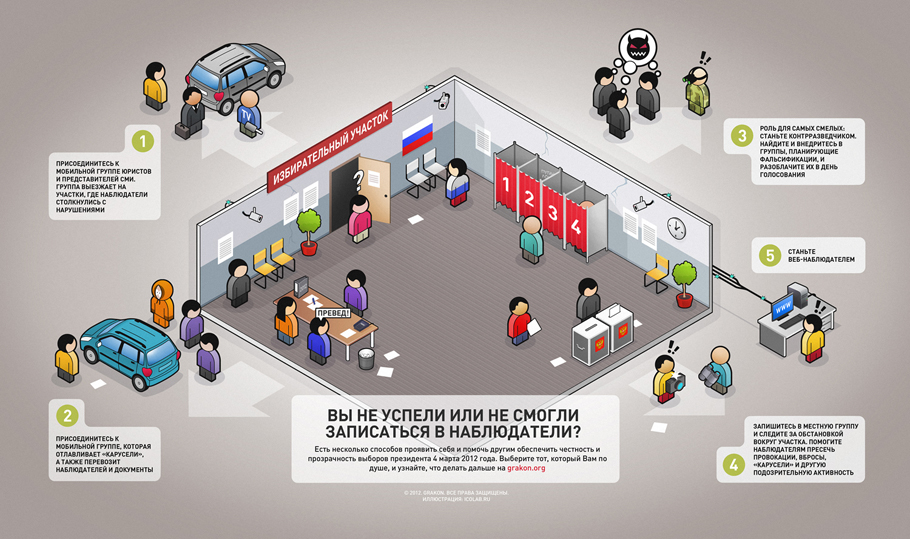 ИЗБИРАТЕЛЬНЫЙ УЧАСТОК
?
1 2 3 4
ПРЕВЕД!
TV
WWW
!!
!!
!!
1
ПРИСОЕДИНИТЕСЬ К
МОБИЛЬНОЙ ГРУППЕ ЮРИСТОВ
И ПРЕДСТАВИТЕЛЕЙ СМИ.
ГРУППА ВЫЕЗЖАЕТ НА
УЧАСТКИ, ГДЕ НАБЛЮДАТЕЛИ
СТОЛКНУЛИСЬ С
НАРУШЕНИЯМИ
2
ПРИСОЕДИНИТЕСЬ К
МОБИЛЬНОЙ ГРУППЕ, КОТОРАЯ
ОТЛАВЛИВАЕТ «КАРУСЕЛИ»,
А ТАКЖЕ ПЕРЕВОЗИТ
НАБЛЮДАТЕЛЕЙ И ДОКУМЕНТЫ
3
РОЛЬ ДЛЯ САМЫХ СМЕЛЫХ:
СТАНЬТЕ КОНТРРАЗВЕДЧИКОМ.
НАЙДИТЕ И ВНЕДРИТЕСЬ В
ГРУППЫ, ПЛАНИРУЮЩИЕ
ФАЛЬСИФИКАЦИИ, И
РАЗОБЛАЧИТЕ ИХ В ДЕНЬ
ГОЛОСОВАНИЯ
5
СТАНЬТЕ
ВЕБ-НАБЛЮДАТЕЛЕМ
4
ЗАПИШИТЕСЬ В МЕСТНУЮ ГРУППУ
И СЛЕДИТЕ ЗА ОБСТАНОВКОЙ
ВОКРУГ УЧАСТКА. ПОМОГИТЕ
НАБЛЮДАТЕЛЯМ ПРЕСЕЧЬ
ПРОВОКАЦИИ, ВБРОСЫ,
«КАРУСЕЛИ» И ДРУГУЮ
ПОДОЗРИТЕЛЬНУЮ АКТИВНОСТЬ
ВЫ НЕ УСПЕЛИ ИЛИ НЕ СМОГЛИ
ЗАПИСАТЬСЯ В НАБЛЮДАТЕЛИ?
Есть несколько способов проявить себя и помочь другим обеспечить честность и
прозрачность выборов президента 4 марта 2012 года. Выберите тот, который Вам по
душе, и узнайте, что делать дальше на grakon.org
© 2012 GRAKON. ВСЕ ПРАВА ЗАЩИЩЕНЫ.
ИЛЛЮСТРАЦИЯ: ICOLAB.RU